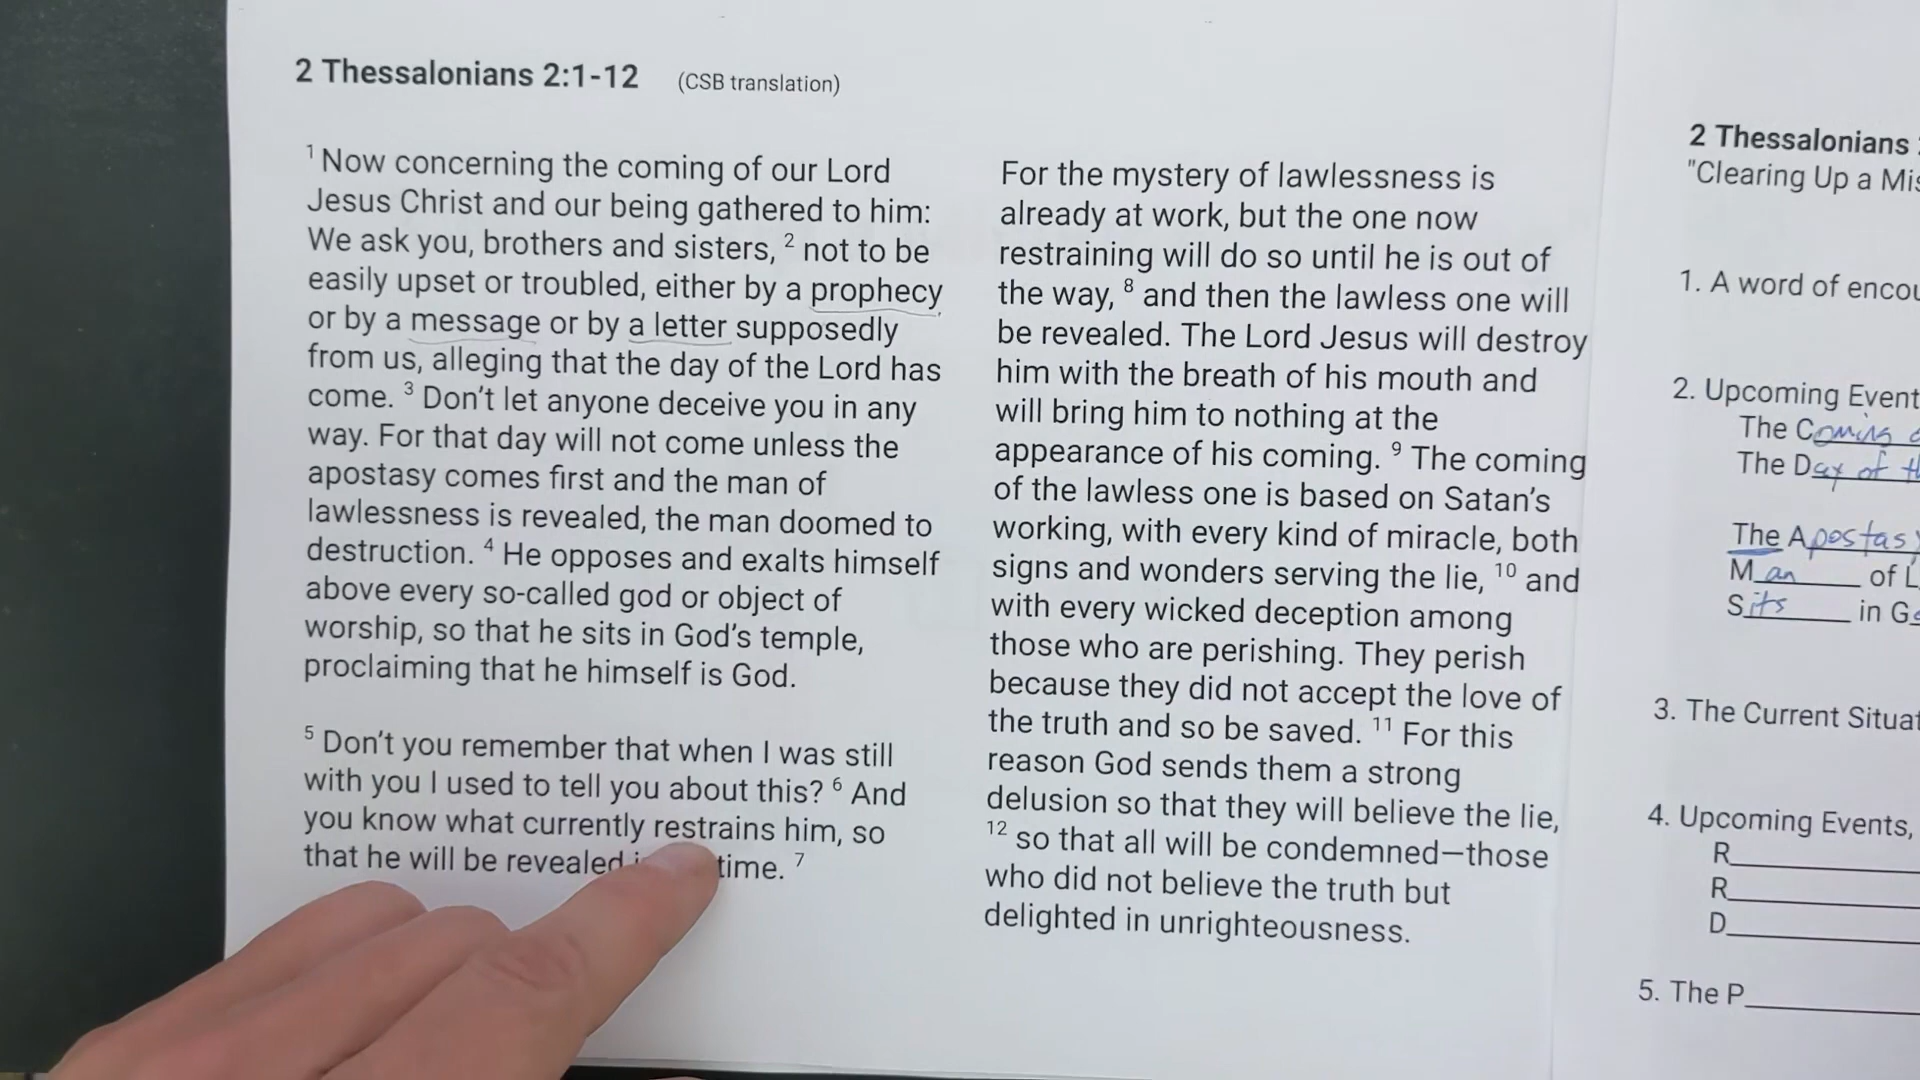 2 Thessalonians 2:1-12 (CSB translation)
1 Now concerning the coming of our Lord
Jesus Christ and our being gathered to him:
We ask you, brothers and sisters, 2 not to be
easily upset or troubled, either by a prophecy
or by a message or by a letter supposedly
from us, alleging that the day of the Lord has
come. 3 Don't let anyone deceive you in any
way. For that day will not come unless the
apostasy comes first and the man of
lawlessness is revealed, the man doomed to
destruction. 4 He opposes and exalts himself
above every so-called god or object of
worship, so that he sits in God's temple,
proclaiming that he himself is God.
5 Don't you remember that when I was still
with you I used to tell you about this? 6 And
you know what currently restrains him, so
that he will be revealed time. 7
For the mystery of lawlessness is
already at work, but the one now
restraining will do so until he is out of
the way, 8 and then the lawless one will
be revealed. The Lord Jesus will destroy
him with the breath of his mouth and
will bring him to nothing at the
appearance of his coming. 9 The coming
of the lawless one is based on Satan's
working, with every kind of miracle, both
signs and wonders serving the lie, 10 and
with every wicked deception among
those who are perishing. They perish
because they did not accept the love of
the truth and so be saved. 11 For this
reason God sends them a strong
delusion so that they will believe the lie,
12 so that all will be condemned—those
who did not believe the truth but
delighted in unrighteousness.
2 Thessalonians
"Clearing Up a
1. A word of
2. Upcoming
The Coming
The Day of
The Apostasy
Man of
Sits in
3. The Current
4. Upcoming Events,
R
R
D
5. The P